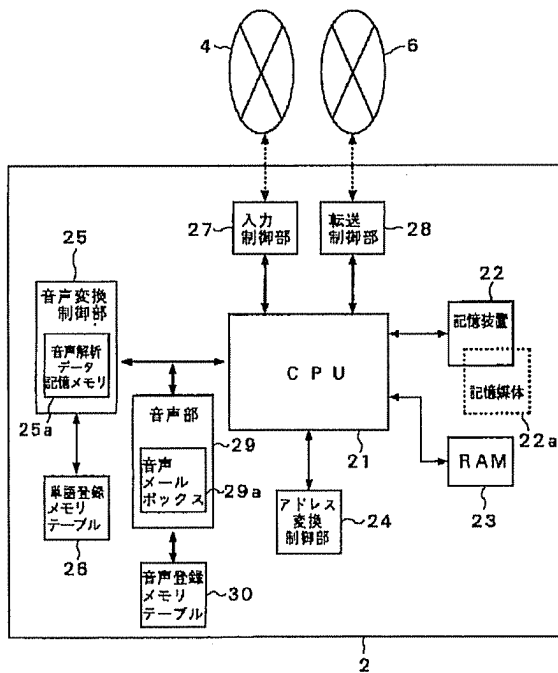 4
6
27
入力
制御部
転送
制御部
28
25
音声変換
制御部
音声解析
データ
記憶メモリ
25a
22
記憶装置
記憶媒体
22a
CPU
21
音声部
29
音声
メール
ボックス
29a
RAM
23
単語登録
メモリ
テーブル
26
アドレス
変換
制御部
24
音声登録
メモリ
テーブル
30
2